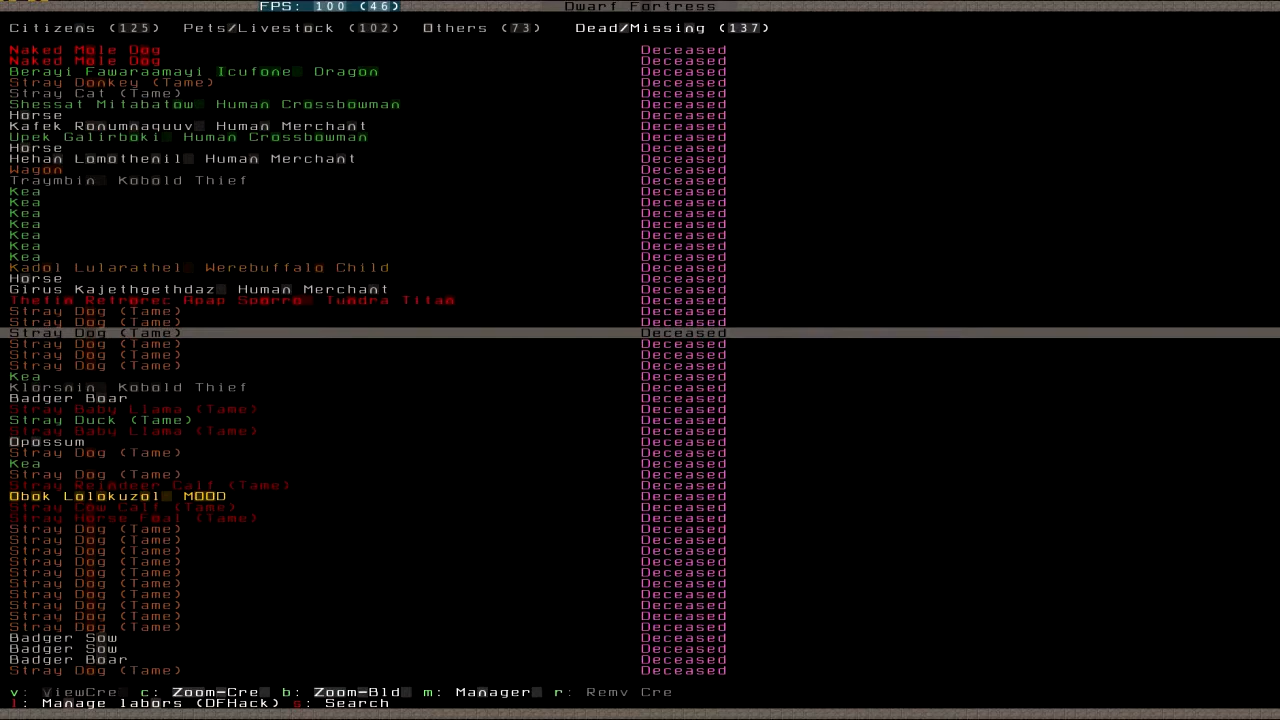 FPS: 100 (46) Dwarf Fortress
Citizens (125) Pets/Livestock (102) Others (73) Dead/Missing (137)
Naked Mole Dog Deceased
Naked Mole Dog Deceased
Berayi Fawaraamayi Icufone Dragon Deceased
Stray Donkey (Tame) Deceased
Stray Cat (Tame) Deceased
Shessat Mitabatow Human Crossbowman Deceased
Horse Deceased
Kafek Ronumnaquuv Human Merchant Deceased
Upek Galirboki Human Crossbowman Deceased
Horse Deceased
Hehan Lomothenil Human Merchant Deceased
Wagon Deceased
Traymbin Kobold Thief Deceased
Kea Deceased
Kea Deceased
Kea Deceased
Kea Deceased
Kea Deceased
Kea Deceased
Kea Deceased
Kadol Lularathel Werebuffalo Child Deceased
Horse Deceased
Girus Kajethgethdaz Human Merchant Deceased
Thefin Refrorec Apap Sporro Tundra Titan Deceased
Stray Dog (Tame) Deceased
Stray Dog (Tame) Deceased
Stray Dog (Tame) Deceased
Stray Dog (Tame) Deceased
Stray Dog (Tame) Deceased
Stray Dog (Tame) Deceased
Kea Deceased
Klorsnin Kobold Thief Deceased
Badger Boar Deceased
Stray Baby Llama (Tame) Deceased
Stray Duck (Tame) Deceased
Stray Baby Llama (Tame) Deceased
Opossum Deceased
Stray Dog (Tame) Deceased
Kea Deceased
Stray Dog (Tame) Deceased
Stray Reindeer Calf (Tame) Deceased
Obok Lolokuzol MOOD Deceased
Stray Cow Calf (Tame) Deceased
Stray Horse Foal (Tame) Deceased
Stray Dog (Tame) Deceased
Stray Dog (Tame) Deceased
Stray Dog (Tame) Deceased
Stray Dog (Tame) Deceased
Stray Dog (Tame) Deceased
Stray Dog (Tame) Deceased
Stray Dog (Tame) Deceased
Stray Dog (Tame) Deceased
Stray Dog (Tame) Deceased
Stray Dog (Tame) Deceased
Badger Sow Deceased
Badger Sow Deceased
Badger Boar Deceased
Stray Dog (Tame) Deceased
v: ViewCre c: Zoom-Cre b: Zoom-Bld m: Manager r: Remv Cre
l: Manage labors (DFHack) s: Search